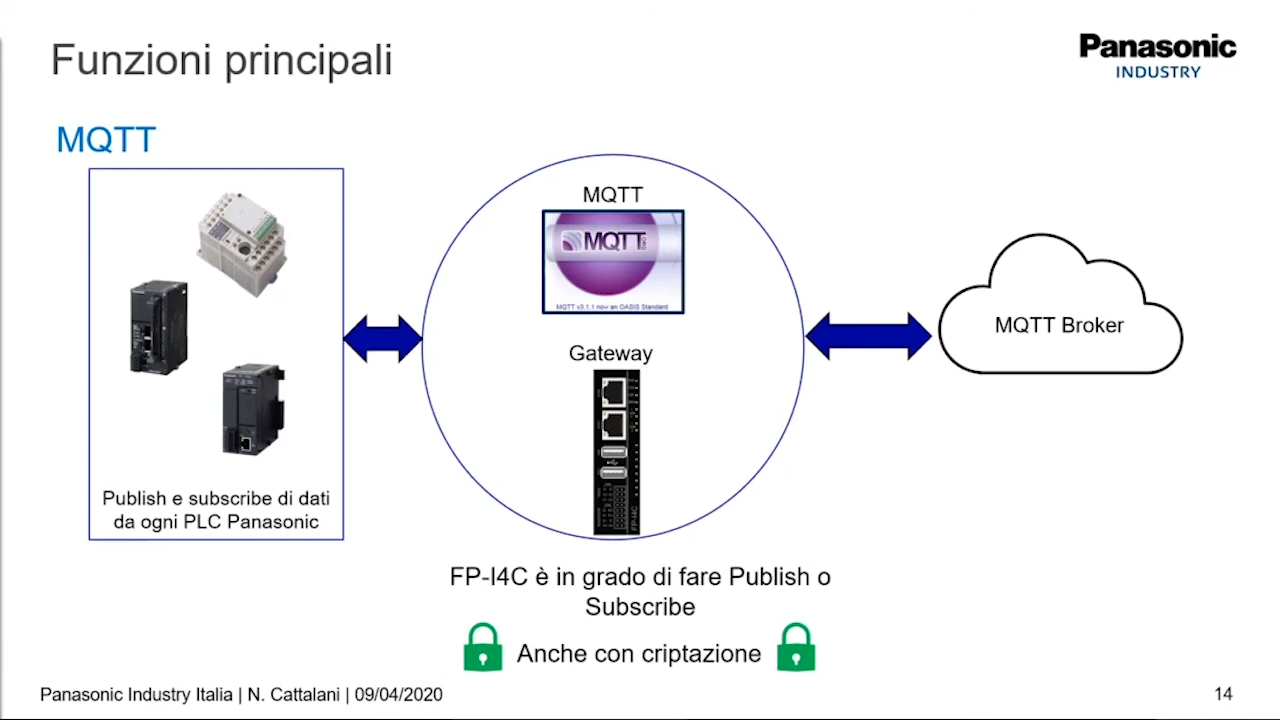 Funzioni principali
Panasonic
INDUSTRY
MQTT
MQTT
MQTT
MQTT v3.1.1 now an OASIS Standard
Gateway
MQTT Broker
FP-I4C
Publish e subscribe di dati
da ogni PLC Panasonic
FP-I4C è in grado di fare Publish o
Subscribe
Anche con criptazione
Panasonic Industry Italia | N. Cattalani | 09/04/2020
14